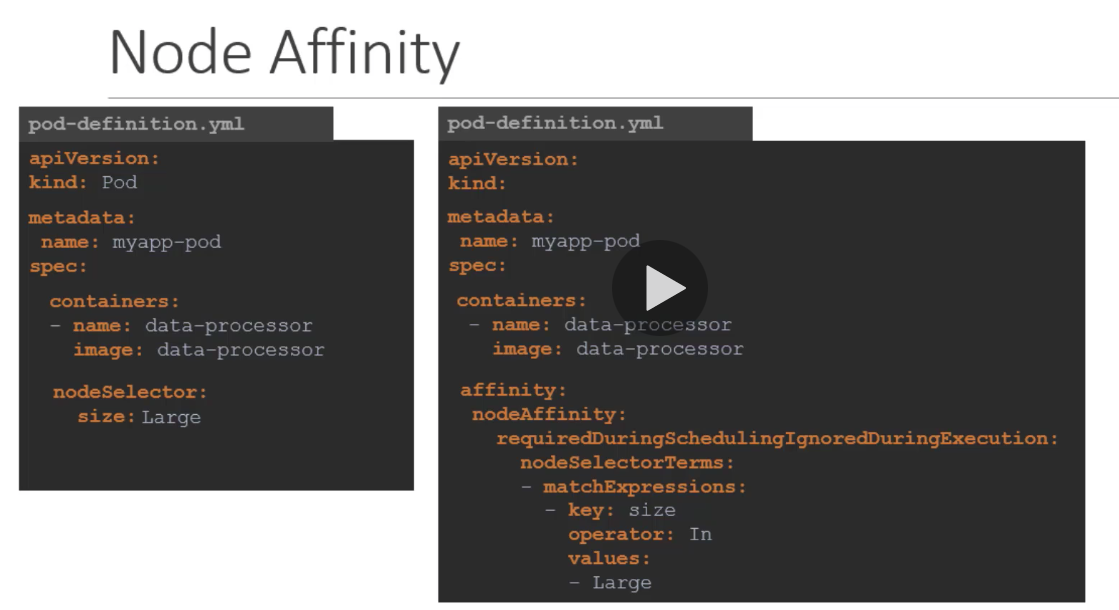 Node Affinity
pod-definition.yml
apiVersion:
kind: Pod
metadata:
name: myapp-pod
spec:
containers:
- name: data-processor
image: data-processor
nodeSelector:
size: Large
pod-definition.yml
apiVersion:
kind:
metadata:
name: myapp-pod
spec:
containers:
- name: data-processor
image: data-processor
affinity:
nodeAffinity:
requiredDuringSchedulingIgnoredDuringExecution:
nodeSelectorTerms:
- matchExpressions:
- key: size
operator: In
values:
- Large